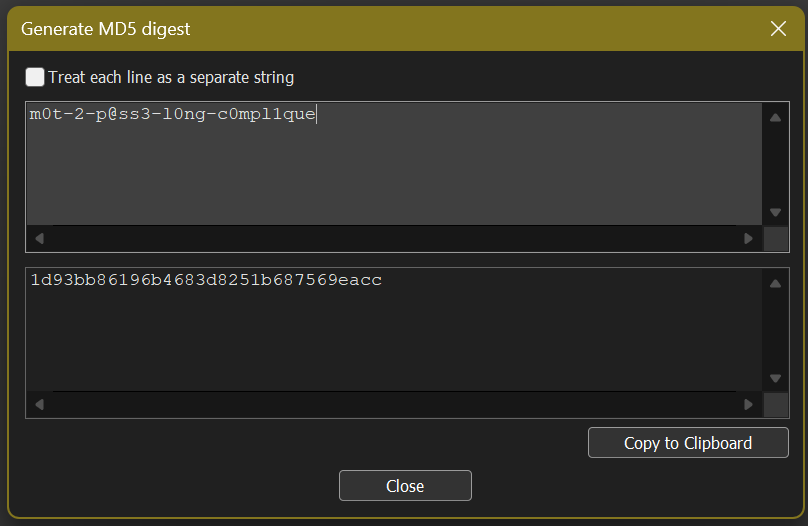 Generate MD5 digest
Treat each line as a separate string
m0t-2-p@ss3-l0ng-c0mpl1que
1d93bb86196b4683d8251b687569eacc
Copy to Clipboard
Close